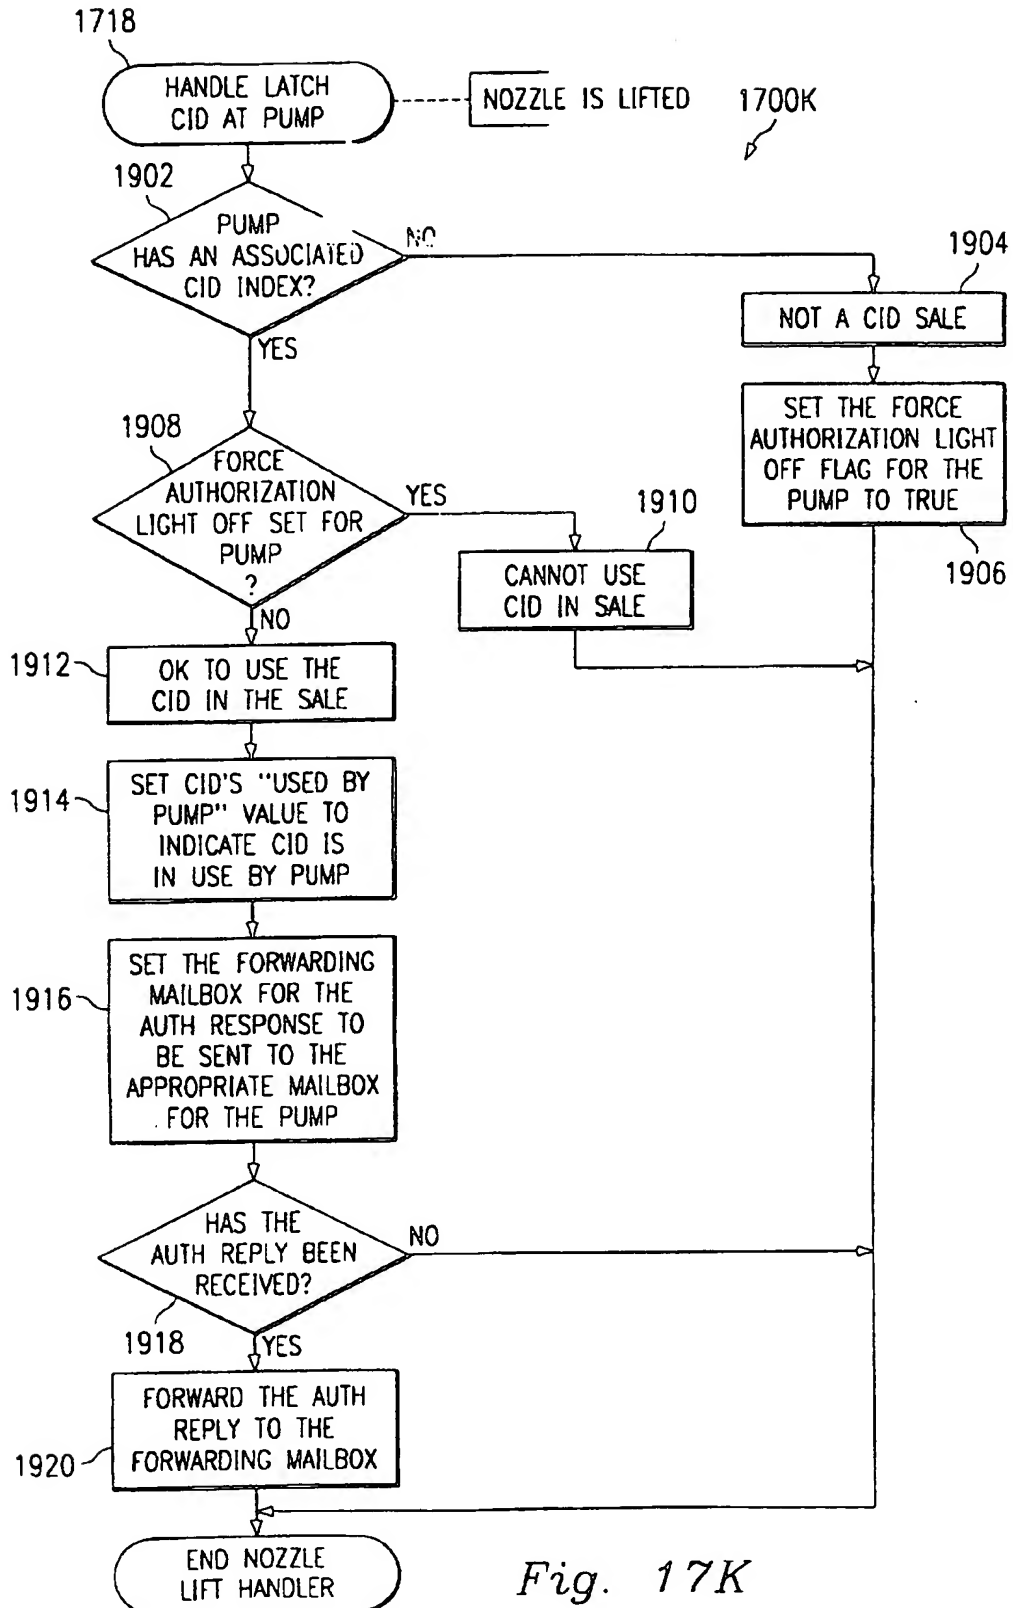 1718
HANDLE LATCH
CID AT PUMP
NOZZLE IS LIFTED
1700K
1902
PUMP
HAS AN ASSOCIATED
CID INDEX?
NO
YES
1904
NOT A CID SALE
SET THE FORCE
AUTHORIZATION LIGHT
OFF FLAG FOR THE
PUMP TO TRUE
1906
1908
FORCE
AUTHORIZATION
LIGHT OFF SET FOR
PUMP
?
YES
NO
1910
CANNOT USE
CID IN SALE
1912
OK TO USE THE
CID IN THE SALE
1914
SET CID'S "USED BY
PUMP" VALUE TO
INDICATE CID IS
IN USE BY PUMP
1916
SET THE FORWARDING
MAILBOX FOR THE
AUTH RESPONSE TO
BE SENT TO THE
APPROPRIATE MAILBOX
FOR THE PUMP
HAS THE
AUTH REPLY BEEN
RECEIVED?
NO
1918
YES
FORWARD THE AUTH
REPLY TO THE
FORWARDING MAILBOX
1920
END NOZZLE
LIFT HANDLER
Fig. 17K